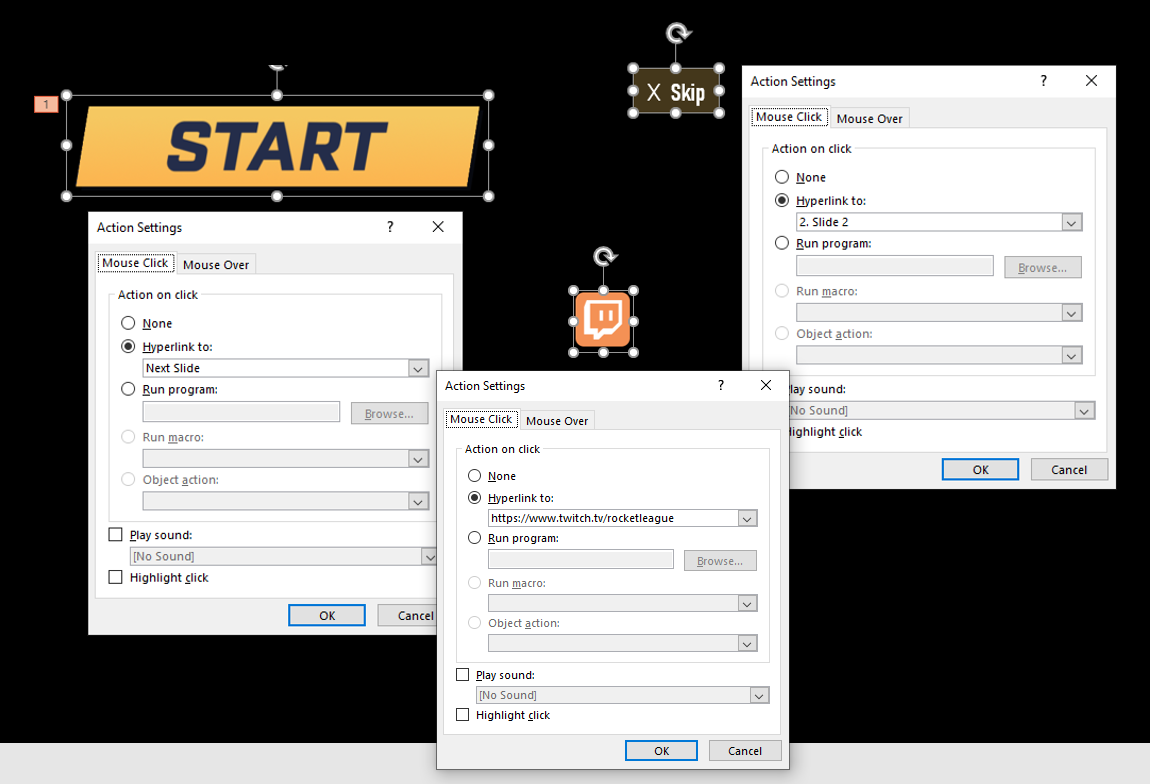 1
START
X Skip
Action Settings
?
Mouse Click
Mouse Over
Action on click
None
Hyperlink to:
Next Slide
Run program:
Browse...
Run macro:
Object action:
Play sound:
[No Sound]
Highlight click
OK
Cancel
Action Settings
?
Mouse Click
Mouse Over
Action on click
None
Hyperlink to:
https://www.twitch.tv/rocketleague
Run program:
Browse...
Run macro:
Object action:
Play sound:
[No Sound]
Highlight click
OK
Cancel
Action Settings
?
Mouse Click
Mouse Over
Action on click
None
Hyperlink to:
2. Slide 2
Run program:
Browse...
Run macro:
Object action:
lay sound:
No Sound]
ighlight click
OK
Cancel